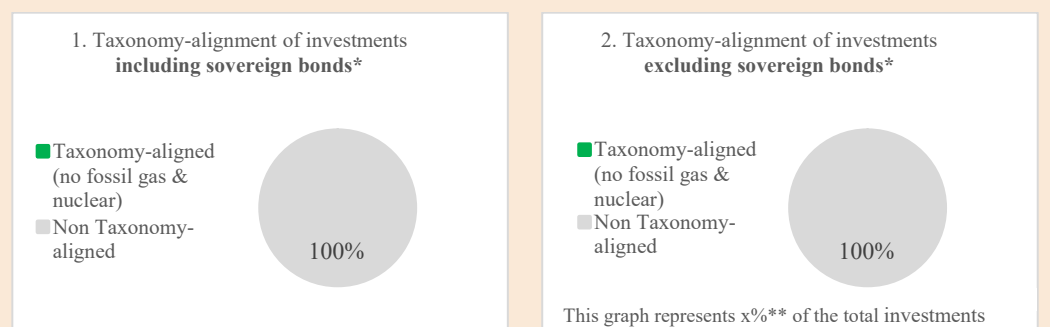 1. Taxonomy-alignment of investments
including sovereign bonds*
Taxonomy-aligned
(no fossil gas &
nuclear)
Non Taxonomy-
aligned
100%
2. Taxonomy-alignment of investments
excluding sovereign bonds*
Taxonomy-aligned
(no fossil gas &
nuclear)
Non Taxonomy-
aligned
100%
This graph represents x%** of the total investments